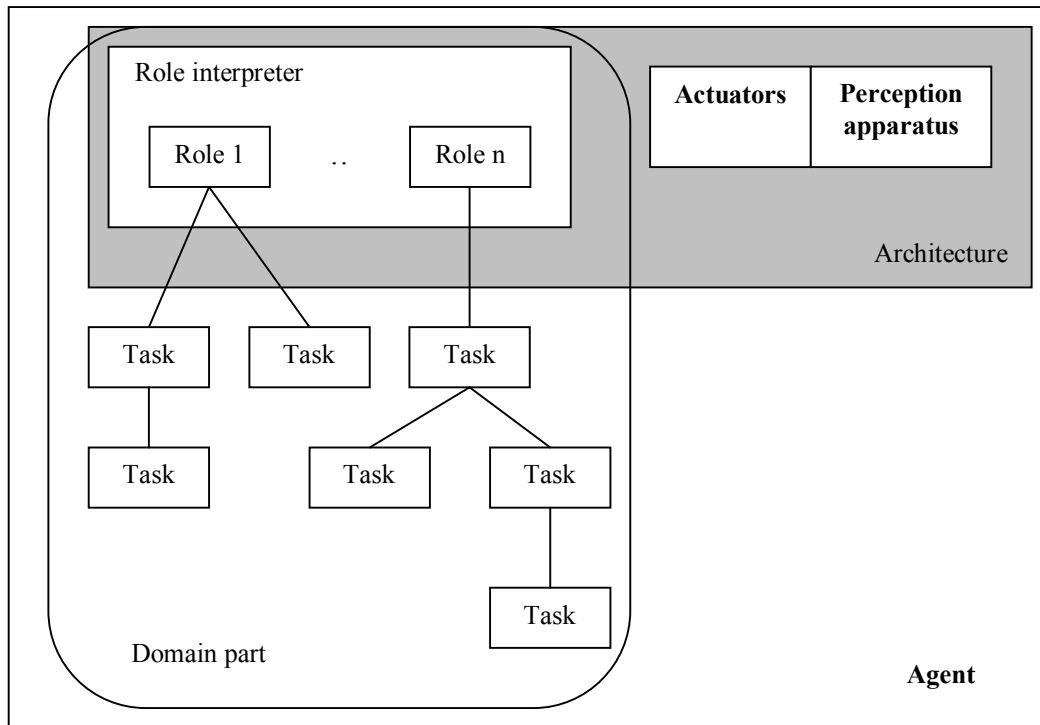 Role interpreter
Actuators
Perception
apparatus
Role 1
..
Role n
Architecture
Task
Task
Task
Task
Task
Task
Task
Domain part
Agent